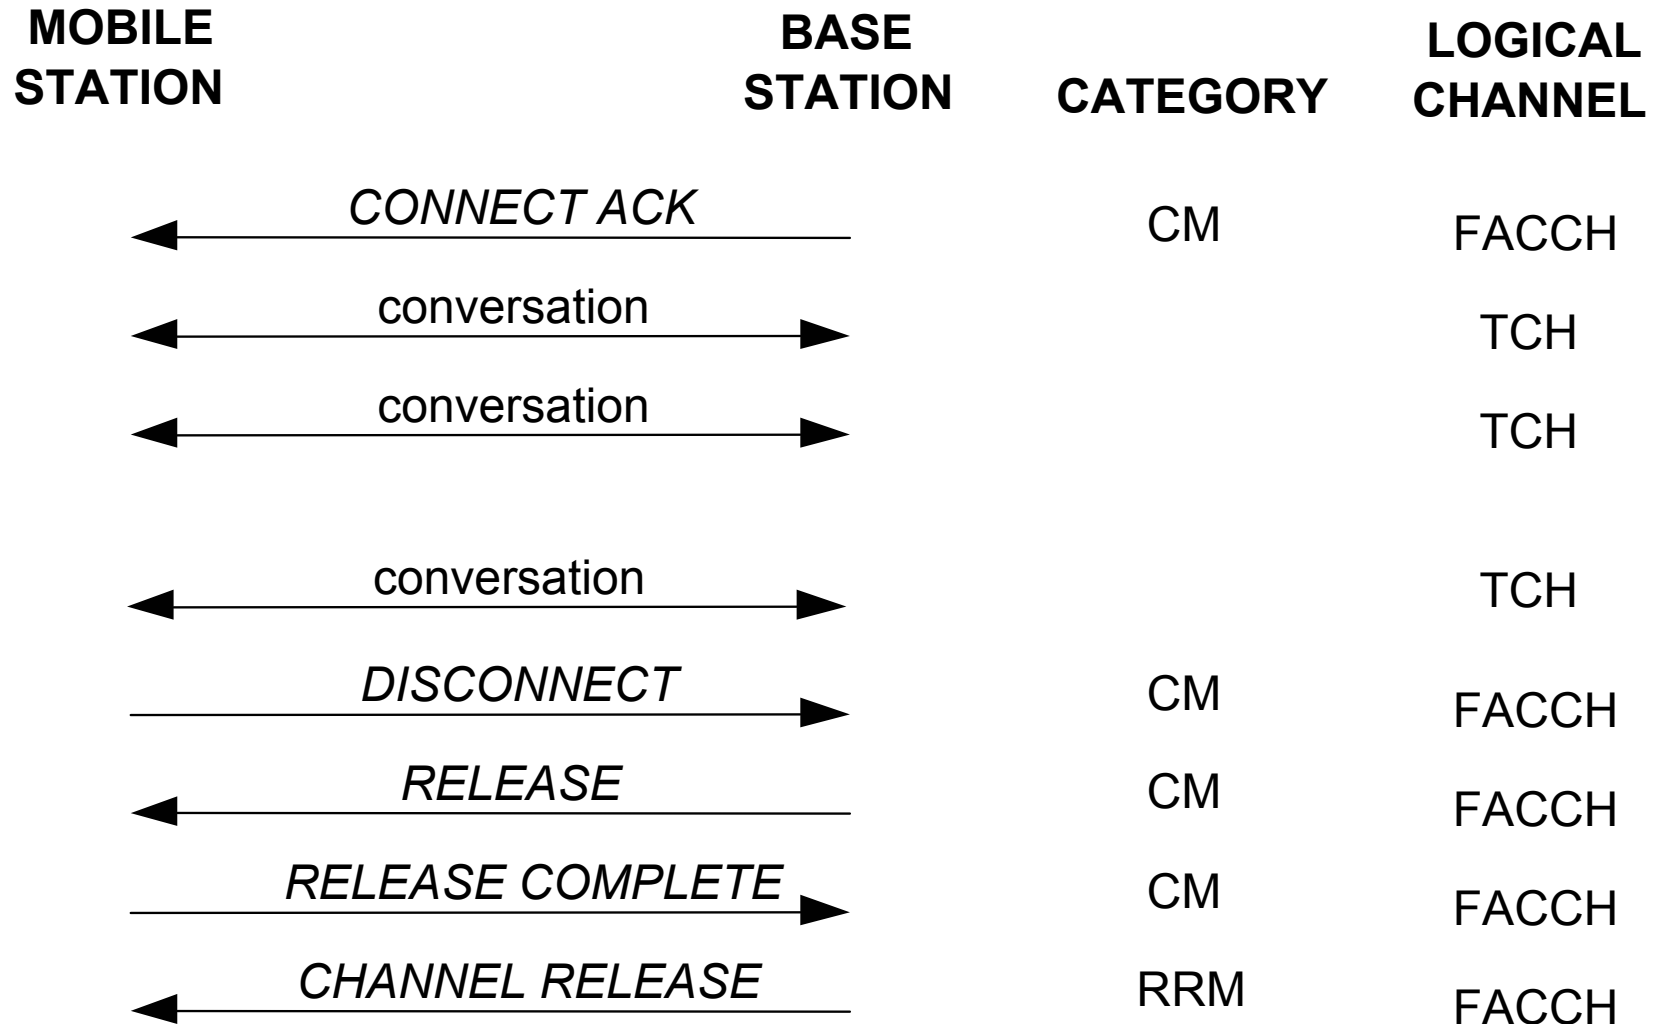 MOBILE STATION BASE STATION CATEGORY LOGICAL CHANNEL
CONNECT ACK CM FACCH
conversation TCH
conversation TCH
conversation TCH
DISCONNECT CM FACCH
RELEASE CM FACCH
RELEASE COMPLETE CM FACCH
CHANNEL RELEASE RRM FACCH